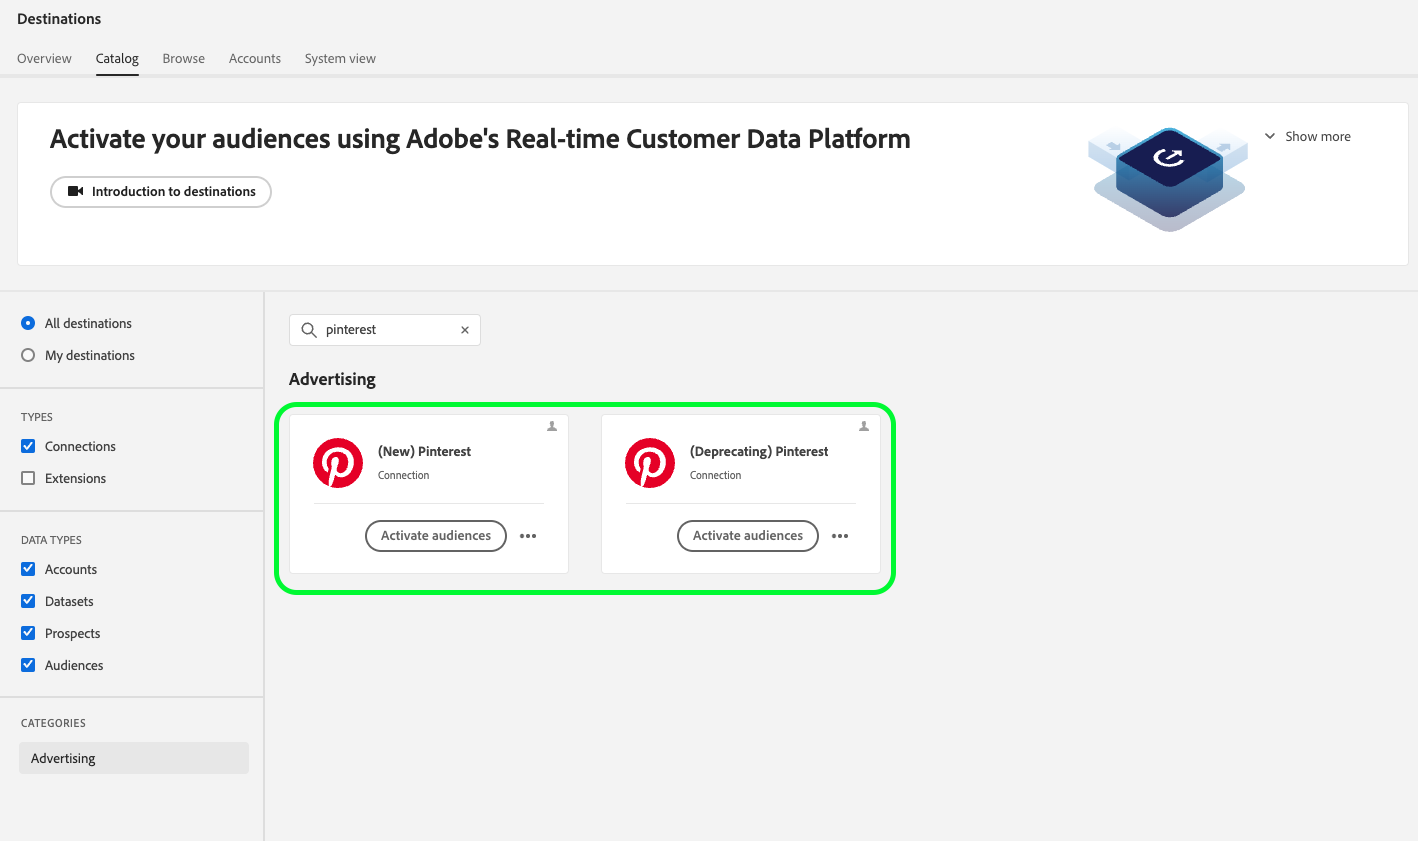 Destinations
Overview Catalog Browse Accounts System view
Activate your audiences using Adobe's Real-time Customer Data Platform
Show more
Introduction to destinations
All destinations
My destinations
TYPES
Connections
Extensions
DATA TYPES
Accounts
Datasets
Prospects
Audiences
CATEGORIES
Advertising
pinterest
Advertising
(New) Pinterest
Connection
Activate audiences
(Deprecating) Pinterest
Connection
Activate audiences